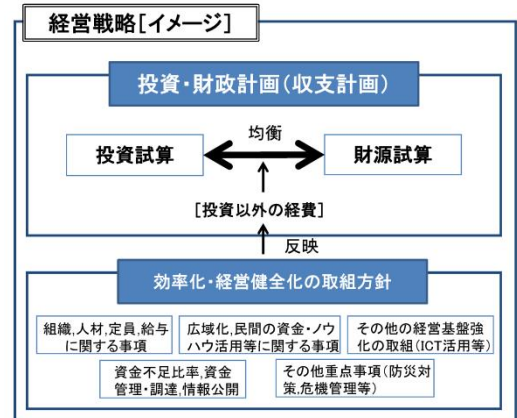 経営戦略[イメージ]
投資・財政計画(収支計画)
均衡
投資試算
財源試算
[投資以外の経費]
反映
効率化・経営健全化の取組方針
組織,人材,定員,給与
に関する事項
広域化,民間の資金・ノウ
ハウ活用等に関する事項
その他の経営基盤強
化の取組(ICT活用等)
資金不足比率,資金
管理・調達,情報公開
その他重点事項(防災対
策,危機管理等)